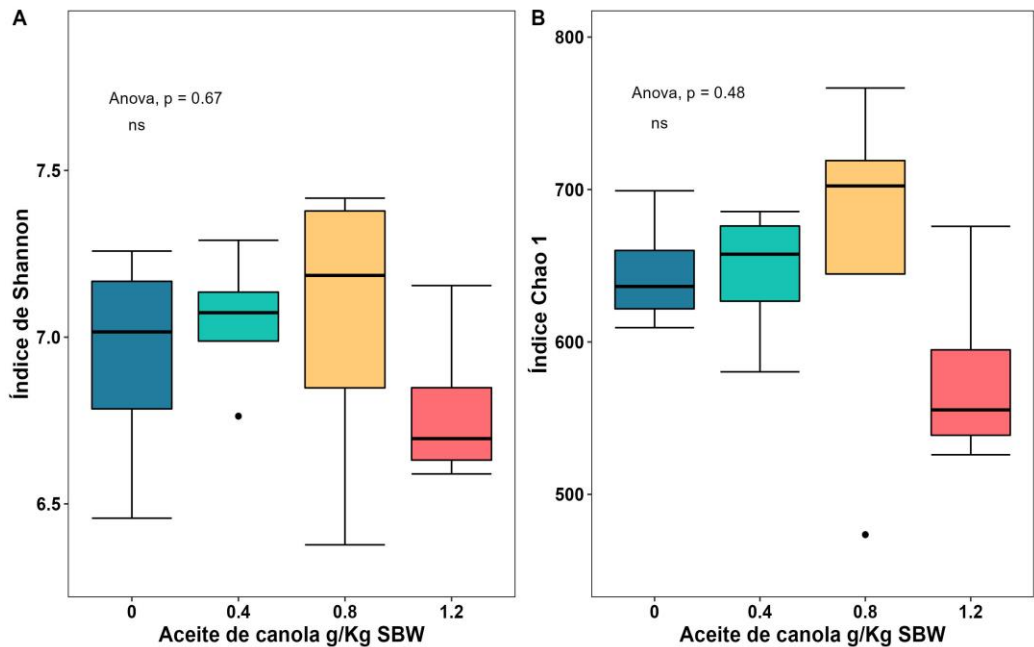 A
Anova, p = 0.67
ns
7.5
7.0
6.5
Índice de Shannon
0 0.4 0.8 1.2
Aceite de canola g/Kg SBW
B
Anova, p = 0.48
ns
800
700
600
500
Índice Chao 1
0 0.4 0.8 1.2
Aceite de canola g/Kg SBW